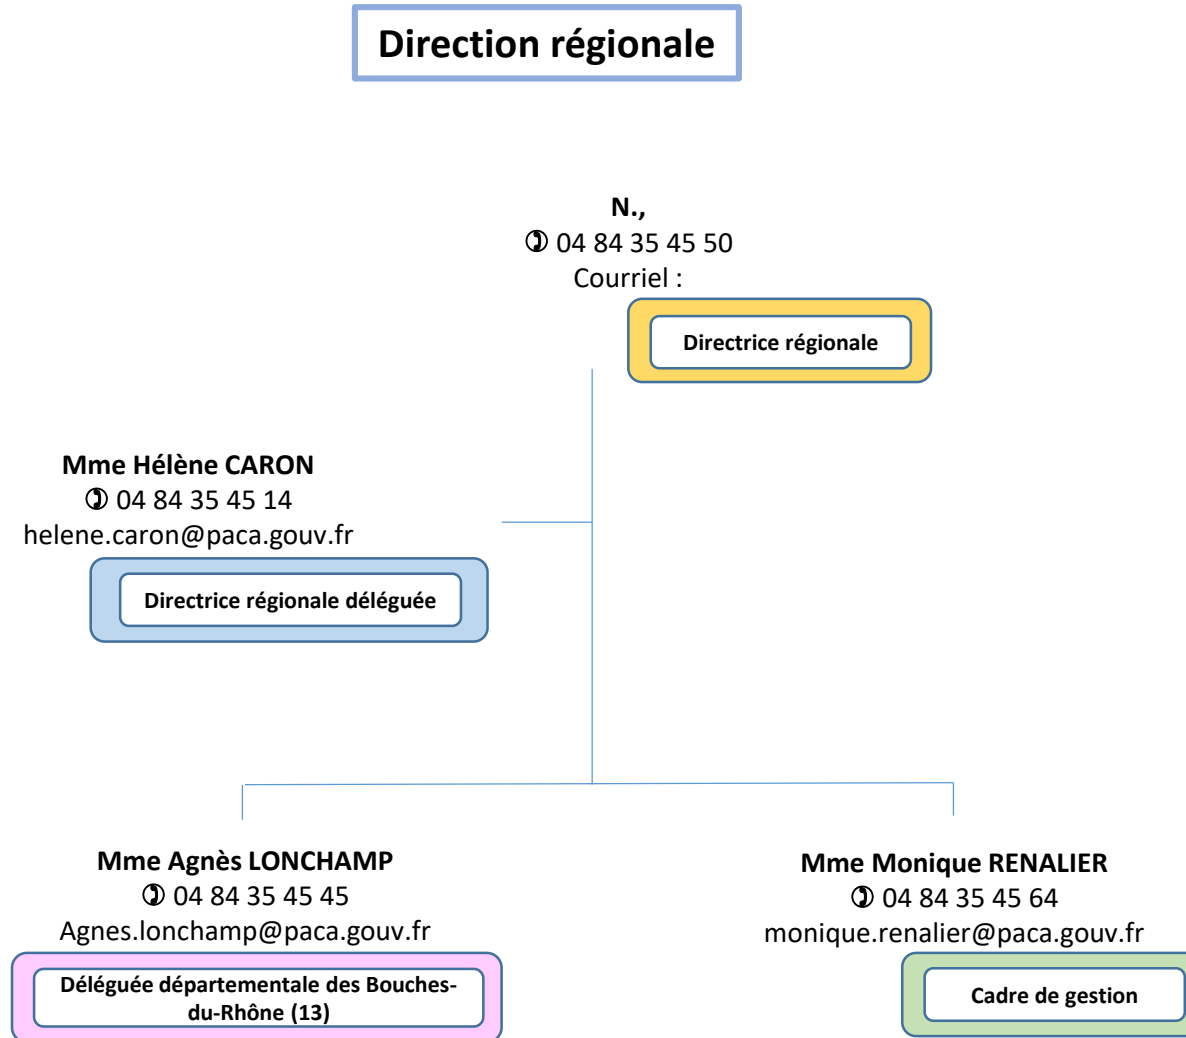 Direction régionale
N.,
✆ 04 84 35 45 50
Courriel :
Directrice régionale
Mme Hélène CARON
✆ 04 84 35 45 14
helene.caron@paca.gouv.fr
Directrice régionale déléguée
Mme Agnès LONCHAMP
✆ 04 84 35 45 45
Agnes.lonchamp@paca.gouv.fr
Déléguée départementale des Bouches-
du-Rhône (13)
Mme Monique RENALIER
✆ 04 84 35 45 64
monique.renalier@paca.gouv.fr
Cadre de gestion